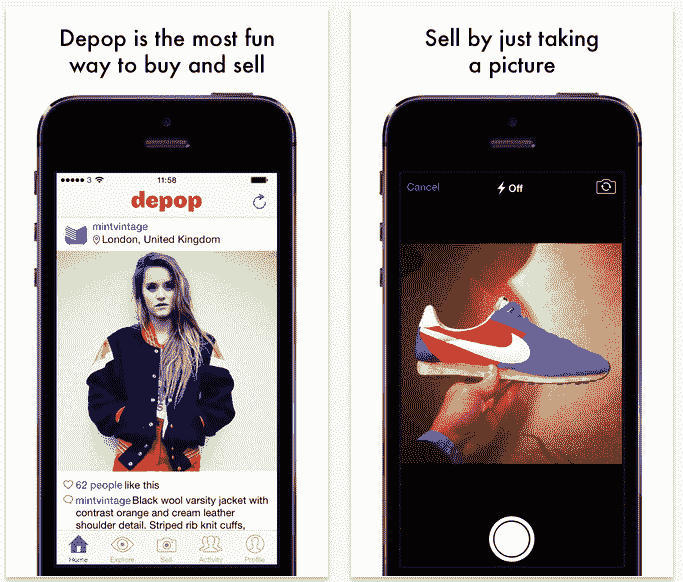 Depop is the most fun
way to buy and sell
3
11:58
depop
mintvintage
London, United Kingdom
62 people like this
mintvintage Black wool varsity jacket with
contrast orange and cream leather
shoulder detail. Striped rib knit cuffs,
Home
Explore
Sell
Activity
Profile
Sell by just taking
a picture
Cancel
Off